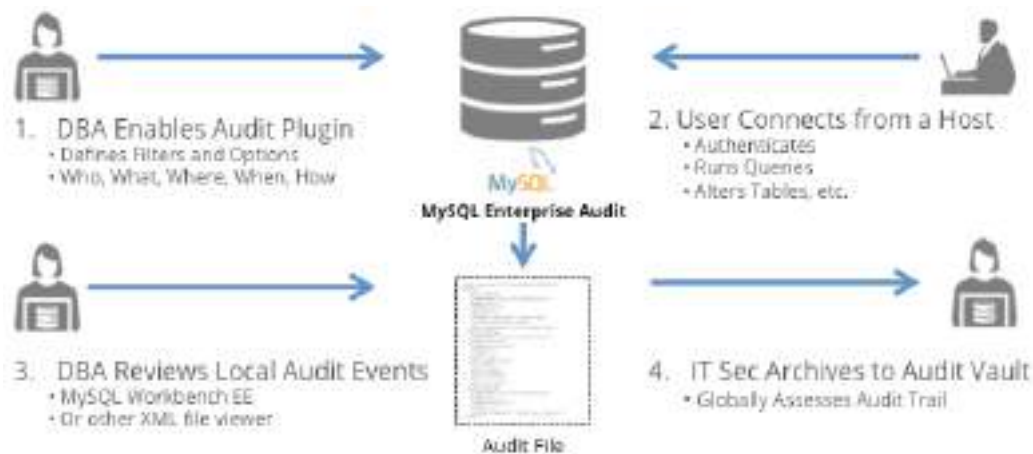 1. DBA Enables Audit Plugin
• Defines Filters and Options
• Who, What, Where, When, How
2. User Connects from a Host
• Authenticates
• Runs Queries
• Alters Tables, etc.
MySQL
MySQL Enterprise Audit
3. DBA Reviews Local Audit Events
• MySQL Workbench EE
• Or other XML file viewer
4. IT Sec Archives to Audit Vault
• Globally Assesses Audit Trail
Audit File